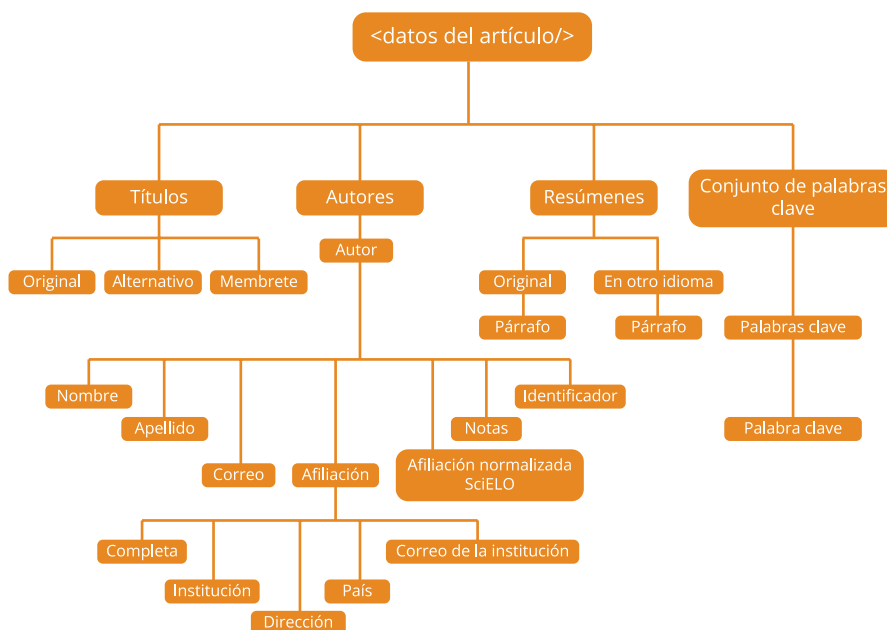 <datos del artículo/>
Títulos
Autores
Resúmenes
Conjunto de palabras
clave
Autor
Original
Alternativo
Membrete
Original
En otro idioma
Párrafo
Párrafo
Palabras clave
Nombre
Identificador
Apellido
Notas
Palabra clave
Correo
Afiliación
Afiliación normalizada
SciELO
Completa
Correo de la institución
Institución
País
Dirección